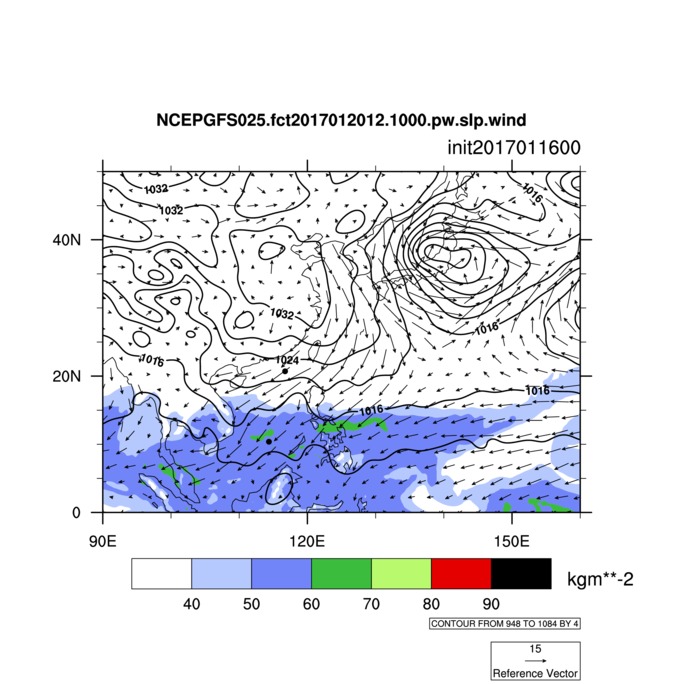 NCEPGFS025.fct2017012012.1000.pw.slp.wind
init2017011600
1032
1016
1032
40N
1032
1016
1024
1016
20N
1016
1016
0
90E 120E 150E
kgm**-2
40 50 60 70 80 90
CONTOUR FROM 948 TO 1084 BY 4
15
Reference Vector